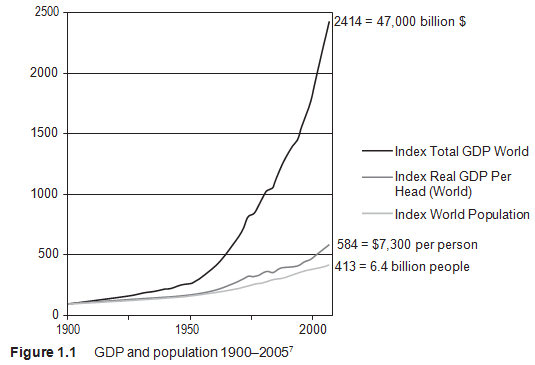 2500
2414 = 47,000 billion $
2000
1500
Index Total GDP World
Index Real GDP Per
Head (World)
1000
Index World Population
584 = $7,300 per person
500
413 = 6.4 billion people
0
1900 1950 2000
Figure 1.1 GDP and population 1900–2005⁷